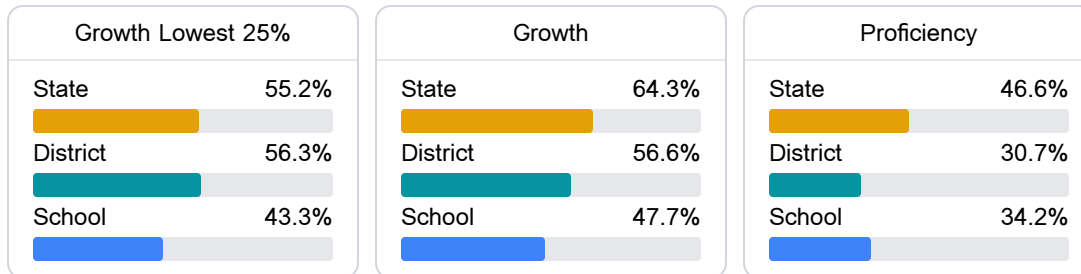 Growth Lowest 25%
State 55.2%
District 56.3%
School 43.3%
Growth
State 64.3%
District 56.6%
School 47.7%
Proficiency
State 46.6%
District 30.7%
School 34.2%